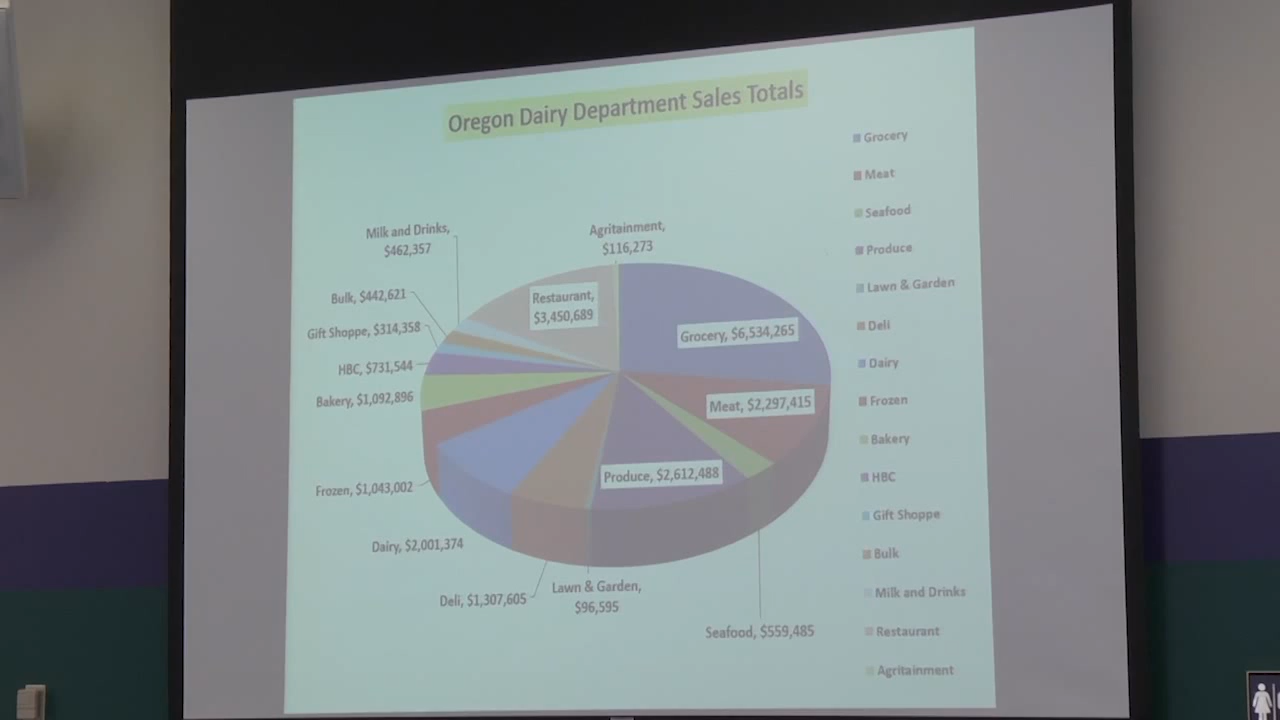 Oregon Dairy Department Sales Totals
Milk and Drinks,
$462,357
Agritainment,
$116,273
Bulk, $442,621
Restaurant,
$3,450,689
Gift Shoppe, $314,358
Grocery, $6,534,265
HBC, $731,544
Bakery, $1,092,896
Meat, $2,297,415
Produce, $2,612,488
Frozen, $1,043,002
Dairy, $2,001,374
Deli, $1,307,605
Lawn & Garden,
$96,595
Seafood, $559,485
Grocery
Meat
Seafood
Produce
Lawn & Garden
Deli
Dairy
Frozen
Bakery
HBC
Gift Shoppe
Bulk
Milk and Drinks
Restaurant
Agritainment